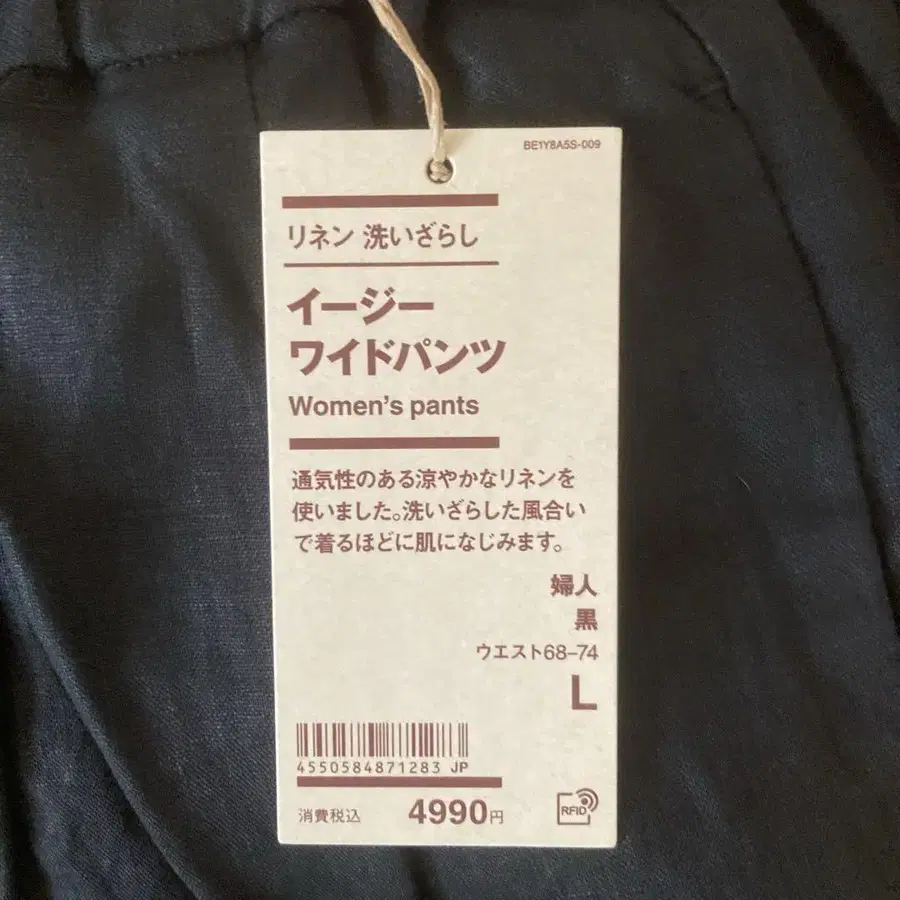 BE1Y8A5S-009
リネン 洗いざらし
イージー
ワイドパンツ
Women's pants
通気性のある涼やかなリネンを
使いました。洗いざらした風合い
で着るほどに肌になじみます。
婦人
黒
ウエスト68–74
L
4550584871283 JP
消費税込 4990円
RFID